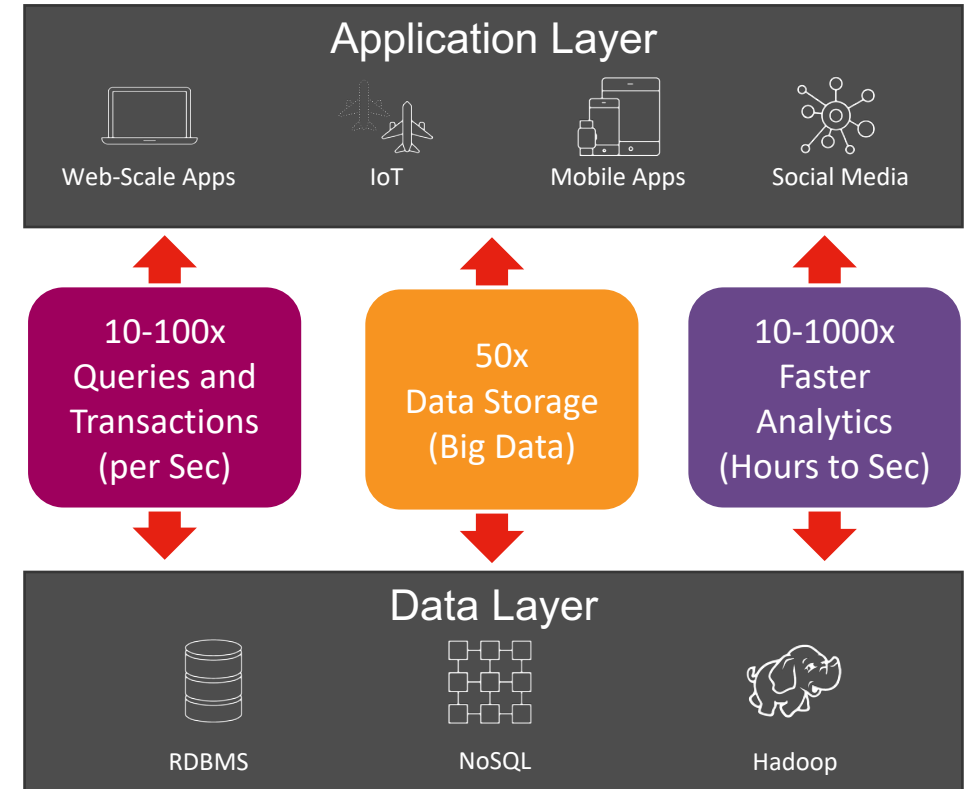 Application Layer
Web-Scale Apps
IoT
Mobile Apps
Social Media
10-100x
Queries and
Transactions
(per Sec)
50x
Data Storage
(Big Data)
10-1000x
Faster
Analytics
(Hours to Sec)
Data Layer
RDBMS
NoSQL
Hadoop